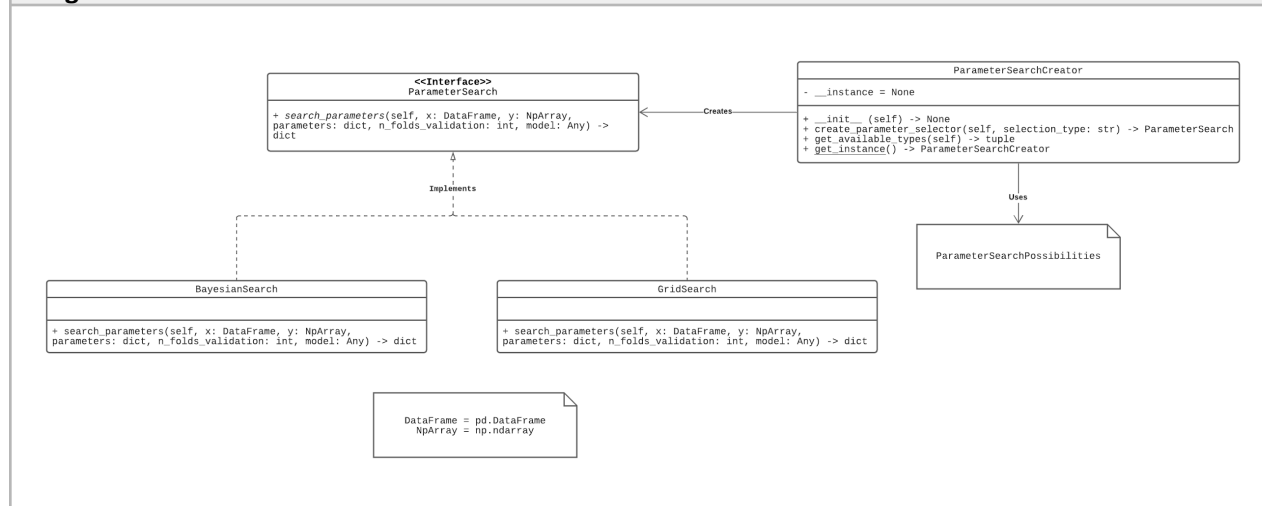 <<Interface>>
ParameterSearch
+ search_parameters(self, x: DataFrame, y: NpArray,
parameters: dict, n_folds_validation: int, model: Any) ->
dict
Creates
ParameterSearchCreator
- __instance = None
+ __init__ (self) -> None
+ create_parameter_selector(self, selection_type: str) -> ParameterSearch
+ get_available_types(self) -> tuple
+ get_instance() -> ParameterSearchCreator
Implements
Uses
ParameterSearchPossibilities
BayesianSearch
+ search_parameters(self, x: DataFrame, y: NpArray,
parameters: dict, n_folds_validation: int, model: Any) -> dict
GridSearch
+ search_parameters(self, x: DataFrame, y: NpArray,
parameters: dict, n_folds_validation: int, model: Any) -> dict
DataFrame = pd.DataFrame
NpArray = np.ndarray